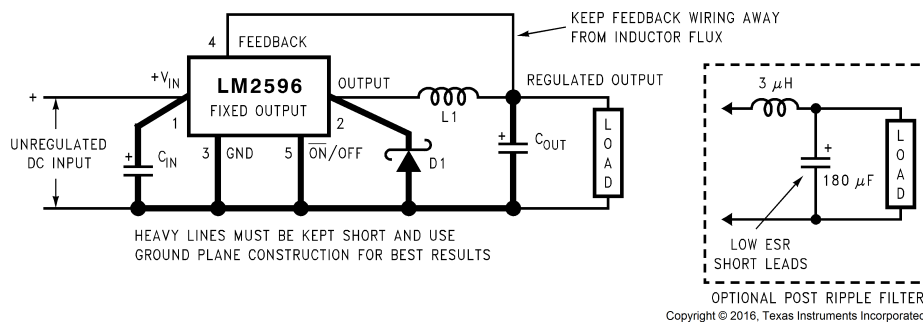 KEEP FEEDBACK WIRING AWAY
FROM INDUCTOR FLUX
4 FEEDBACK
+VIN
LM2596
FIXED OUTPUT
OUTPUT
REGULATED OUTPUT
+
1
2
L1
UNREGULATED
DC INPUT
+
CIN
3 GND
5 ON/OFF
D1
+
COUT
LOAD
HEAVY LINES MUST BE KEPT SHORT AND USE
GROUND PLANE CONSTRUCTION FOR BEST RESULTS
3 µH
+
180 µF
LOAD
LOW ESR
SHORT LEADS
OPTIONAL POST RIPPLE FILTER
Copyright © 2016, Texas Instruments Incorporated